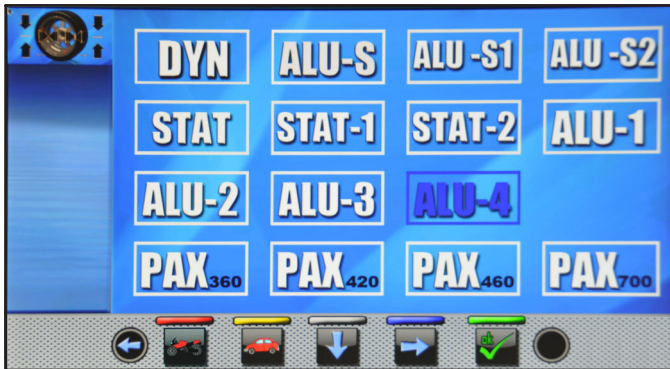 DYN ALU-S ALU -S1 ALU -S2
STAT STAT-1 STAT-2 ALU-1
ALU-2 ALU-3 ALU-4
PAX360 PAX420 PAX460 PAX700
ok